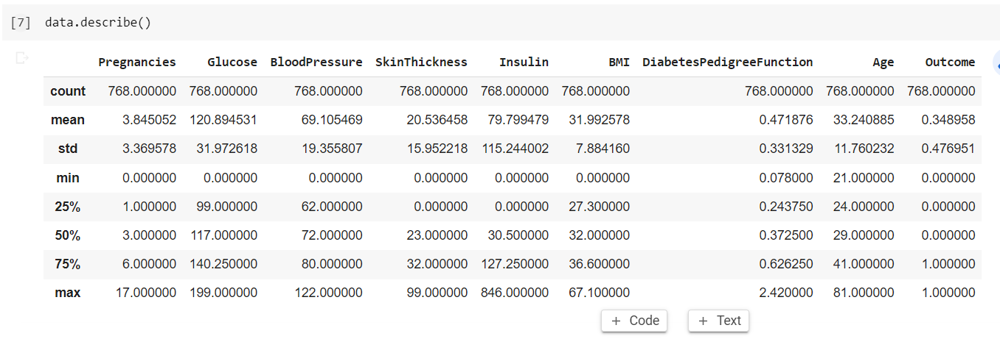 [7] data.describe()
Pregnancies Glucose BloodPressure SkinThickness Insulin BMI DiabetesPedigreeFunction Age Outcome
count 768.000000 768.000000 768.000000 768.000000 768.000000 768.000000 768.000000 768.000000 768.000000
mean 3.845052 120.894531 69.105469 20.536458 79.799479 31.992578 0.471876 33.240885 0.348958
std 3.369578 31.972618 19.355807 15.952218 115.244002 7.884160 0.331329 11.760232 0.476951
min 0.000000 0.000000 0.000000 0.000000 0.000000 0.000000 0.078000 21.000000 0.000000
25% 1.000000 99.000000 62.000000 0.000000 0.000000 27.300000 0.243750 24.000000 0.000000
50% 3.000000 117.000000 72.000000 23.000000 30.500000 32.000000 0.372500 29.000000 0.000000
75% 6.000000 140.250000 80.000000 32.000000 127.250000 36.600000 0.626250 41.000000 1.000000
max 17.000000 199.000000 122.000000 99.000000 846.000000 67.100000 2.420000 81.000000 1.000000
+ Code + Text